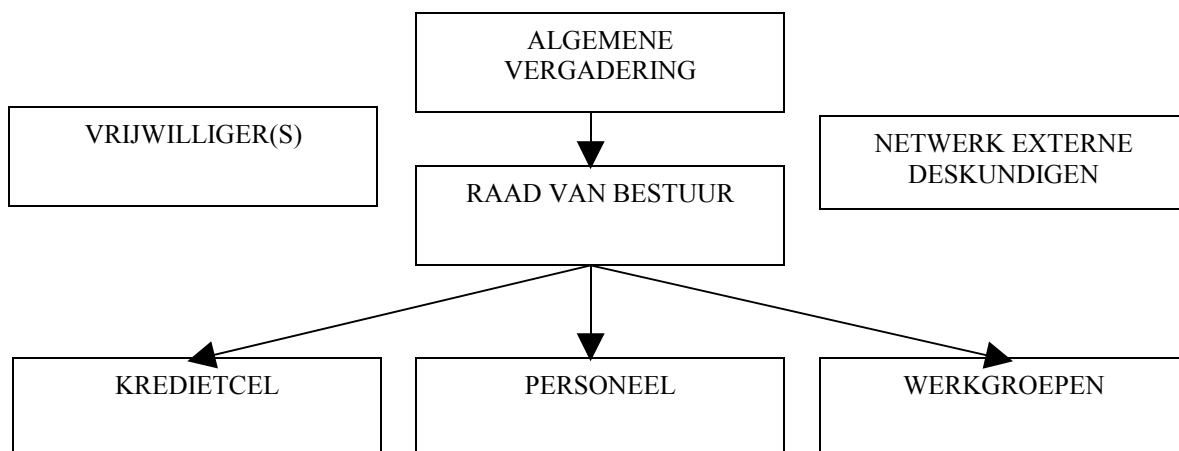 ALGEMENE
VERGADERING
VRIJWILLIGER(S)
NETWERK EXTERNE
DESKUNDIGEN
RAAD VAN BESTUUR
KREDIETCEL
PERSONEEL
WERKGROEPEN